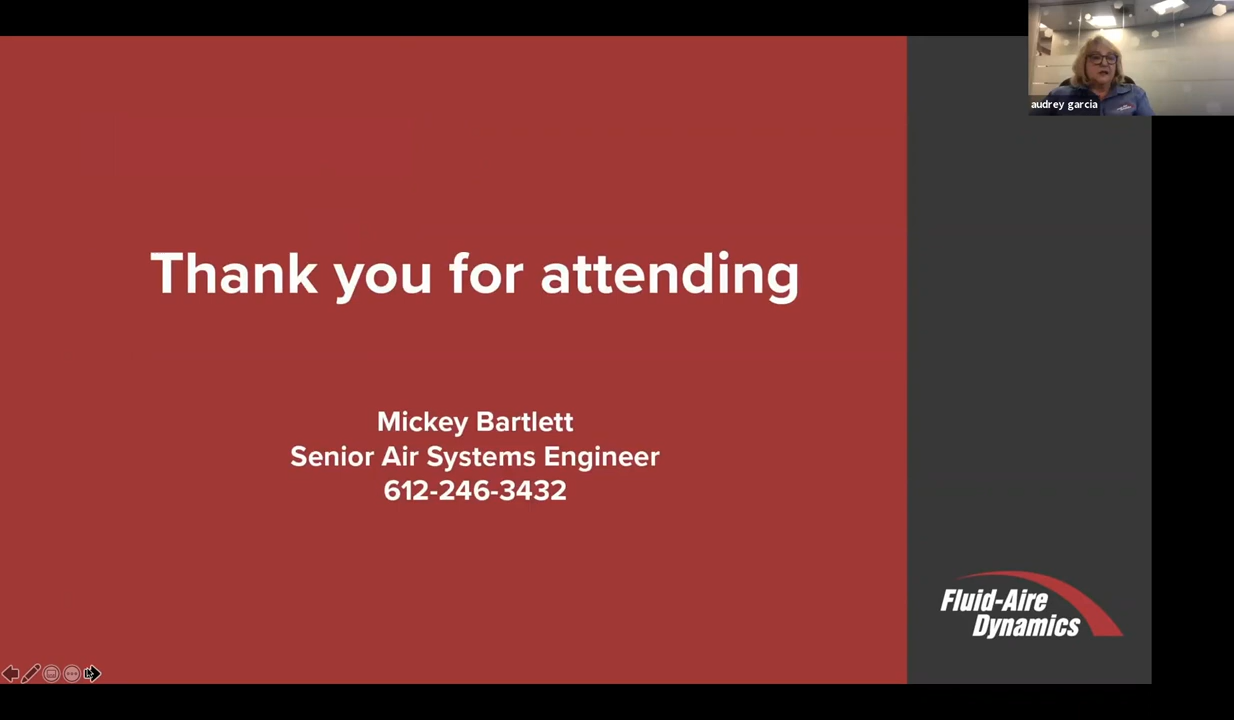 audrey garcia
Thank you for attending
Mickey Bartlett
Senior Air Systems Engineer
612-246-3432
Fluid-Aire
Dynamics